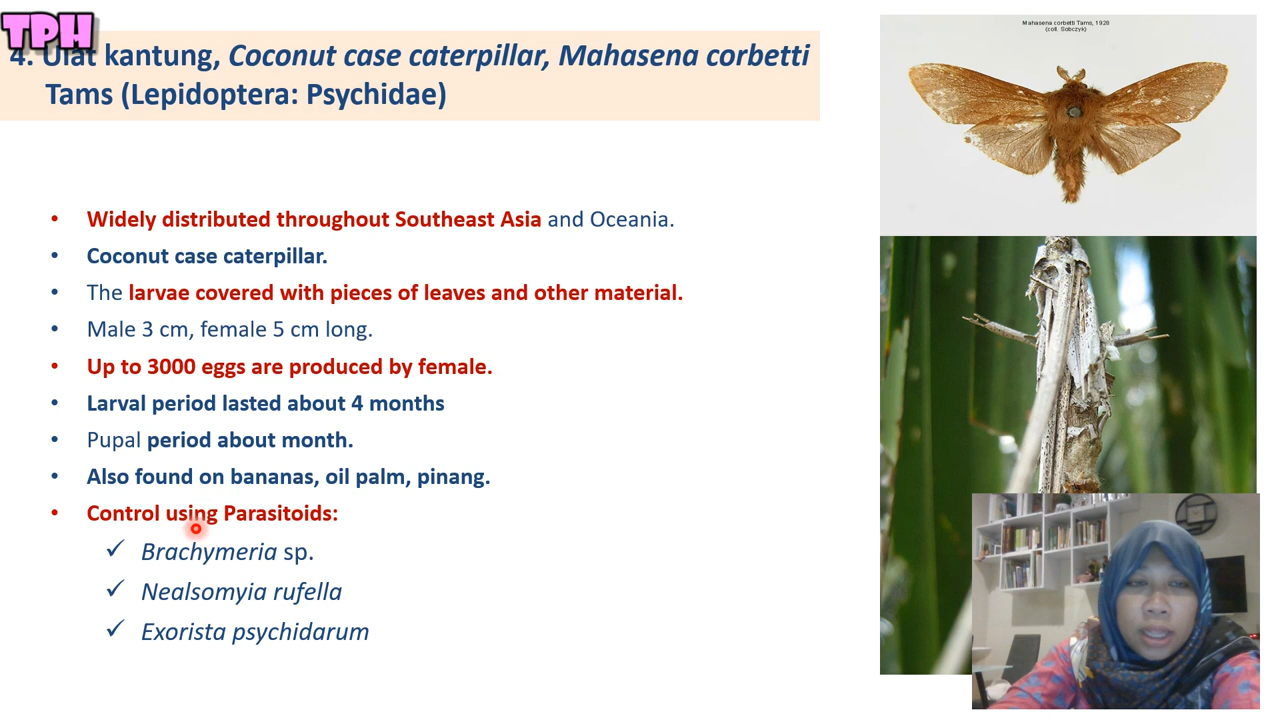 TPH
4. Ulat kantung, Coconut case caterpillar, Mahasena corbetti
Tams (Lepidoptera: Psychidae)
Mahasena corbetti Tams, 1928
(coll. Sobczyk)
• Widely distributed throughout Southeast Asia and Oceania.
• Coconut case caterpillar.
• The larvae covered with pieces of leaves and other material.
• Male 3 cm, female 5 cm long.
• Up to 3000 eggs are produced by female.
• Larval period lasted about 4 months
• Pupal period about month.
• Also found on bananas, oil palm, pinang.
• Control using Parasitoids:
✓ Brachymeria sp.
✓ Nealsomyia rufella
✓ Exorista psychidarum